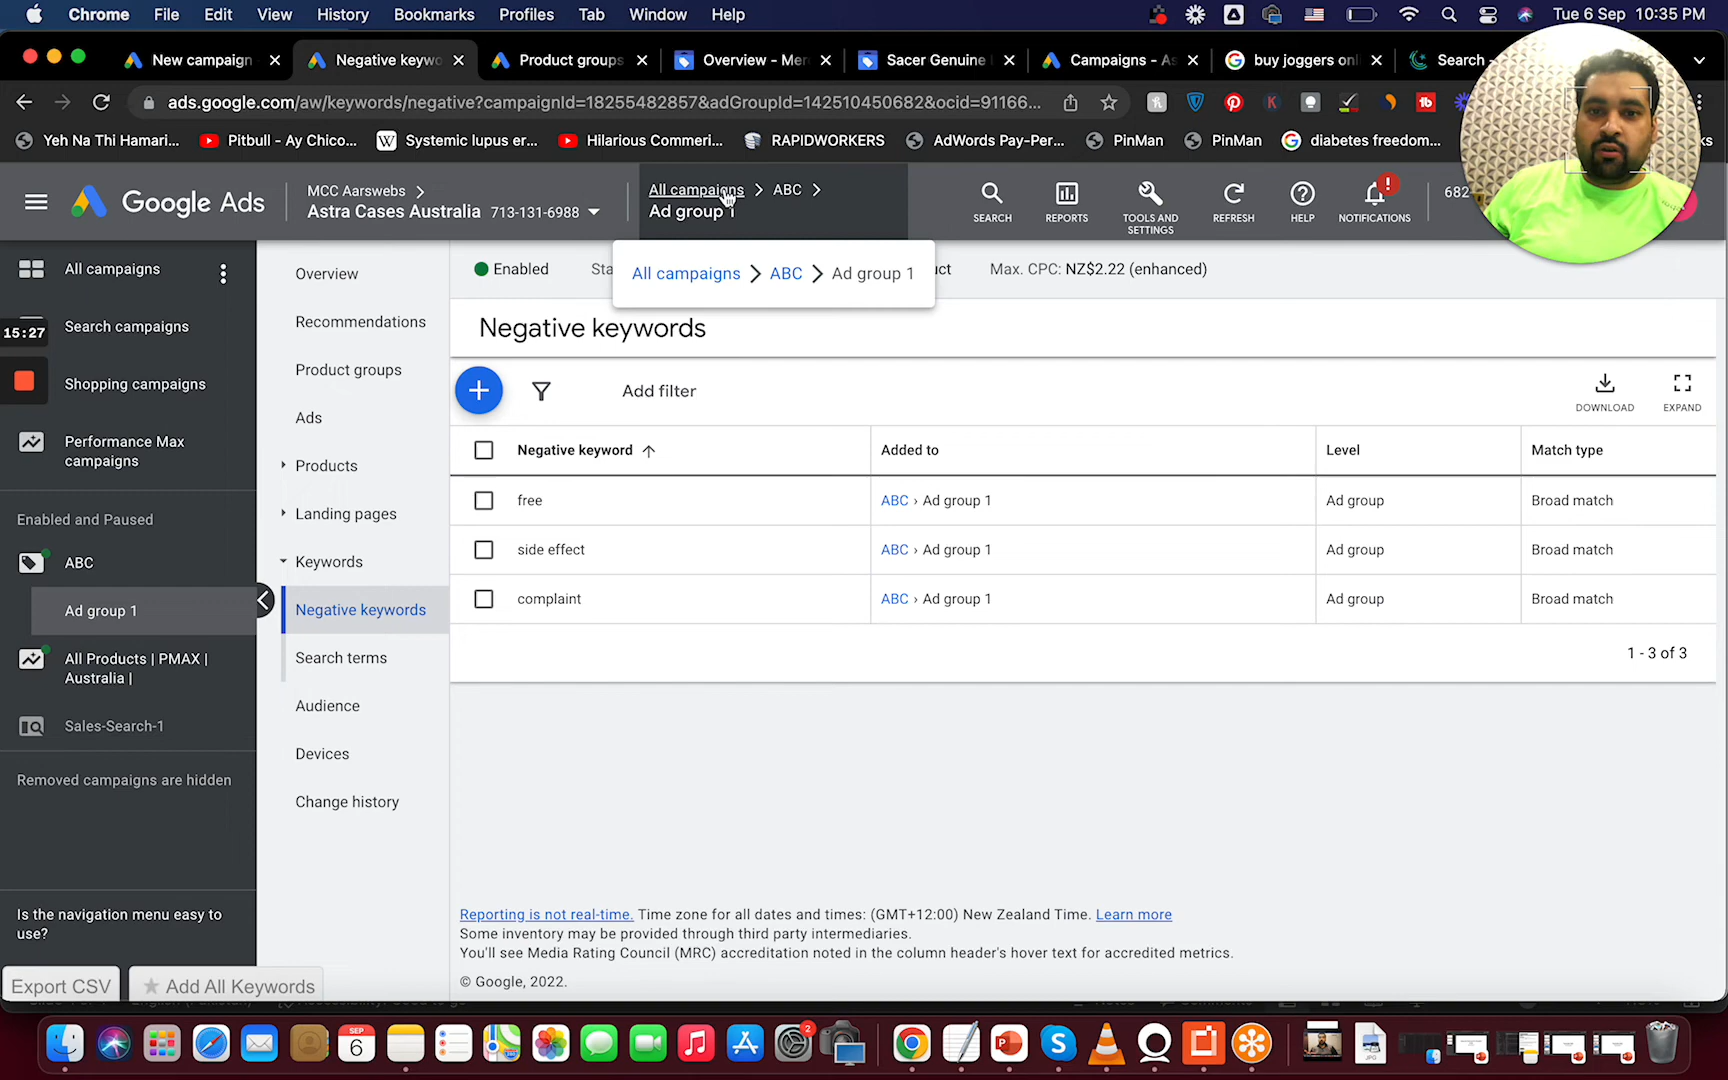 Chrome File Edit View History Bookmarks Profiles Tab Window Help Tue 6 Sep 10:35 PM
New campaign Negative keywo Product groups Overview - Mer Sacer Genuine Campaigns - As buy joggers onl Search -
ads.google.com/aw/keywords/negative?campaignId=18255482857&adGroupId=142510450682&ocid=91166...
Yeh Na Thi Hamari... Pitbull - Ay Chico... Systemic lupus er... Hilarious Commeri... RAPIDWORKERS AdWords Pay-Per... PinMan PinMan diabetes freedom...
MCC Aarswebs
Astra Cases Australia 713-131-6988
Google Ads
All campaigns > ABC >
Ad group 1
SEARCH REPORTS TOOLS AND SETTINGS REFRESH HELP NOTIFICATIONS
682
All campaigns > ABC > Ad group 1
Enabled Sta uct Max. CPC: NZ$2.22 (enhanced)
All campaigns
Search campaigns
15:27
Shopping campaigns
Performance Max
campaigns
Enabled and Paused
ABC
Ad group 1
All Products | PMAX |
Australia |
Sales-Search-1
Removed campaigns are hidden
Is the navigation menu easy to
use?
Export CSV
Add All Keywords
Overview
Recommendations
Product groups
Ads
Products
Landing pages
Keywords
Negative keywords
Search terms
Audience
Devices
Change history
Negative keywords
Add filter
DOWNLOAD EXPAND
Negative keyword Added to Level Match type
free ABC › Ad group 1 Ad group Broad match
side effect ABC › Ad group 1 Ad group Broad match
complaint ABC › Ad group 1 Ad group Broad match
1 - 3 of 3
Reporting is not real-time. Time zone for all dates and times: (GMT+12:00) New Zealand Time. Learn more
Some inventory may be provided through third party intermediaries.
You'll see Media Rating Council (MRC) accreditation noted in the column header's hover text for accredited metrics.
© Google, 2022.
SEP
6
2